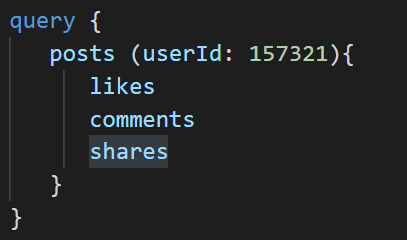 query {
posts (userId: 157321){
likes
comments
shares
}
}